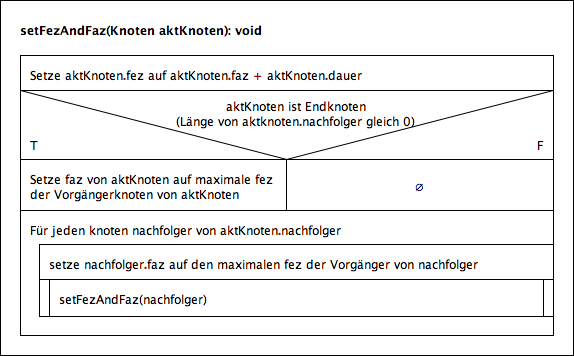 setFezAndFaz(Knoten aktKnoten): void
Setze aktKnoten.fez auf aktKnoten.faz + aktKnoten.dauer
aktKnoten ist Endknoten
(Länge von aktknoten.nachfolger gleich 0)
T
F
Setze faz von aktKnoten auf maximale fez
der Vorgängerknoten von aktKnoten
∅
Für jeden knoten nachfolger von aktKnoten.nachfolger
setze nachfolger.faz auf den maximalen fez der Vorgänger von nachfolger
setFezAndFaz(nachfolger)